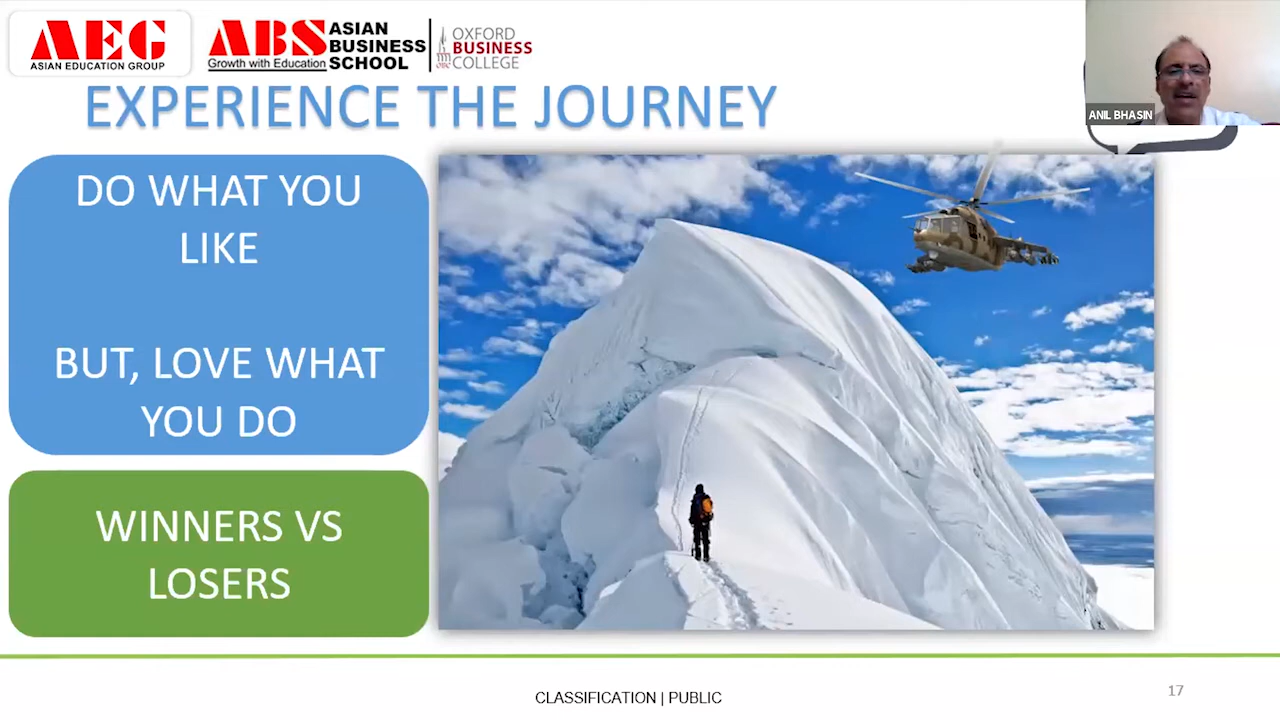 AEG
ASIAN EDUCATION GROUP
ABS
Growth with Education
ASIAN
BUSINESS
SCHOOL
OXFORD
BUSINESS
COLLEGE
ANIL BHASIN
EXPERIENCE THE JOURNEY
DO WHAT YOU
LIKE
BUT, LOVE WHAT
YOU DO
WINNERS VS
LOSERS
CLASSIFICATION | PUBLIC
17